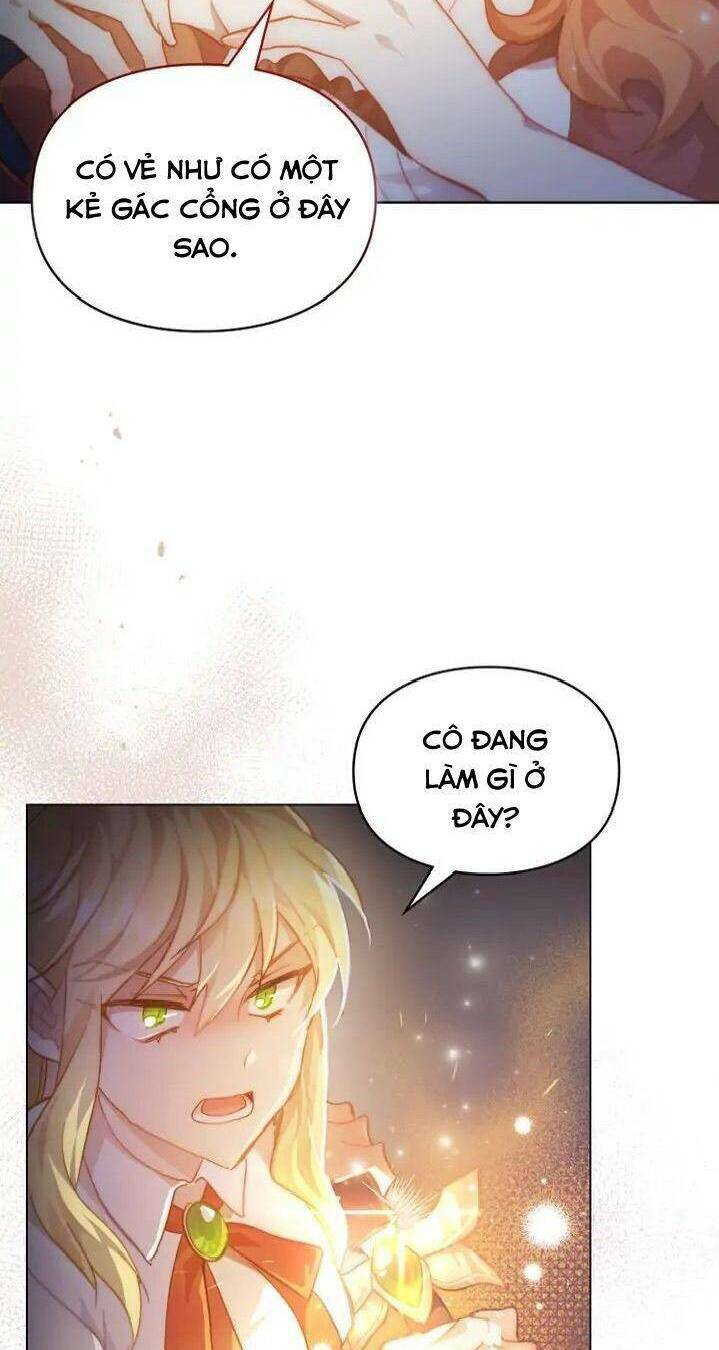 CÓ VẺ NHƯ CÓ MỘT
KẺ GÁC CỔNG Ở ĐÂY
SAO.
CÔ ĐANG
LÀM GÌ Ở
ĐÂY?